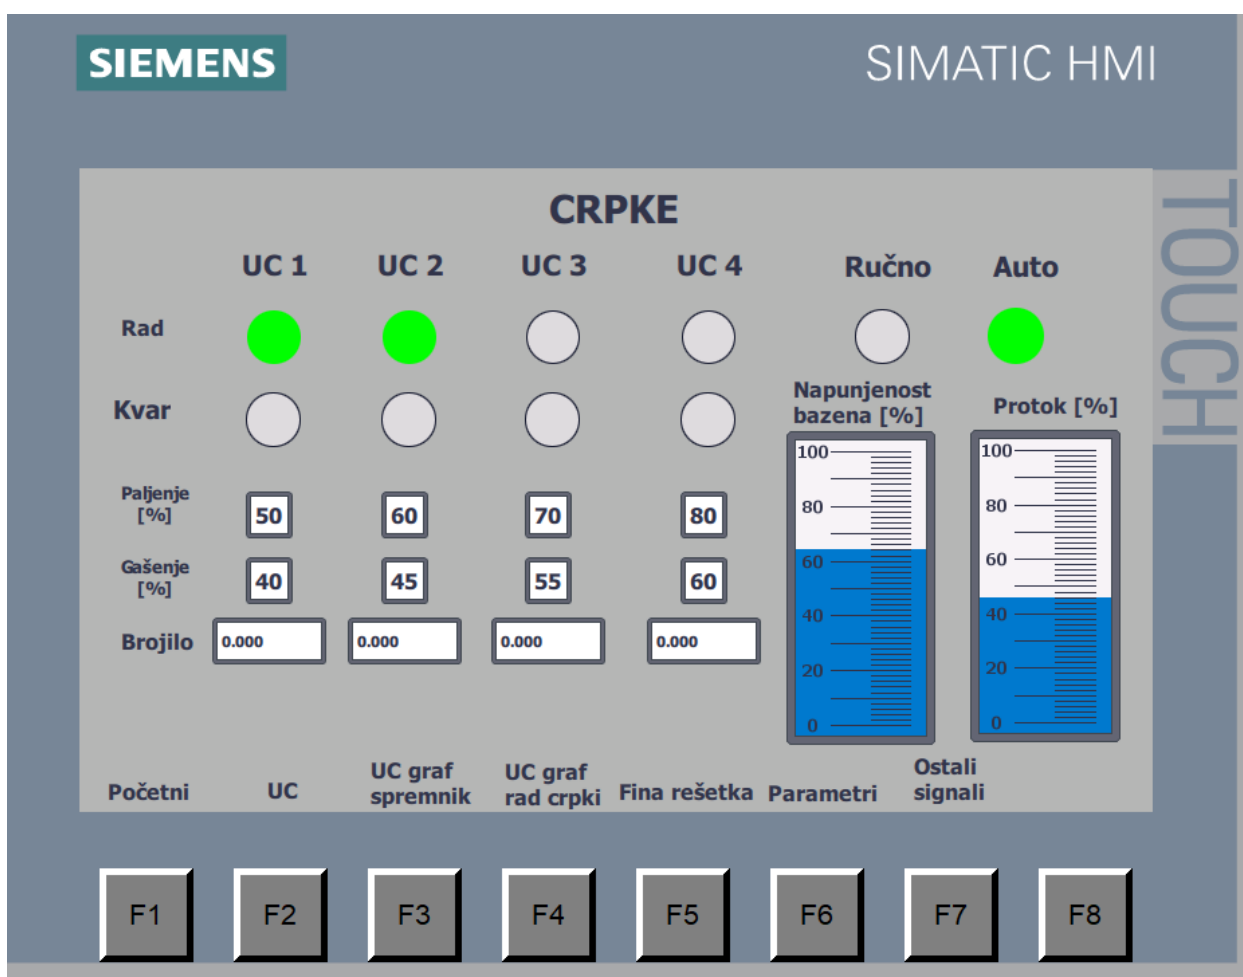 SIEMENS
SIMATIC HMI
TOUCH
CRPKE
UC 1 UC 2 UC 3 UC 4 Ručno Auto
Rad
Kvar
Napunjenost
bazena [%]
Protok [%]
Paljenje
[%]
50 60 70 80
Gašenje
[%]
40 45 55 60
Brojilo 0.000 0.000 0.000 0.000
100
80
60
40
20
0
100
80
60
40
20
0
Početni
UC
UC graf
spremnik
UC graf
rad crpki
Fina rešetka
Parametri
Ostali
signali
F1 F2 F3 F4 F5 F6 F7 F8